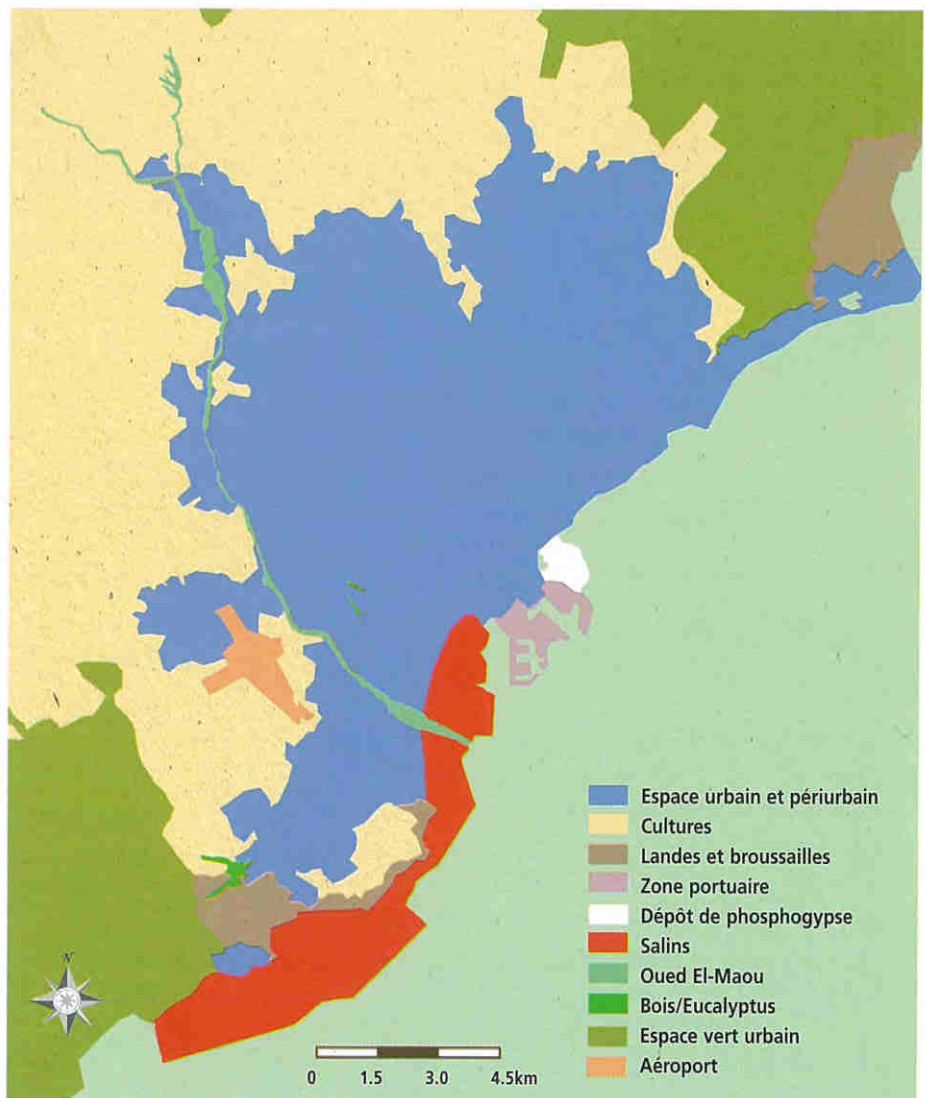 Espace urbain et périurbain
Cultures
Landes et broussailles
Zone portuaire
Dépôt de phosphogypse
Salins
Oued El-Maou
Bois/Eucalyptus
Espace vert urbain
Aéroport
N
0 1.5 3.0 4.5km